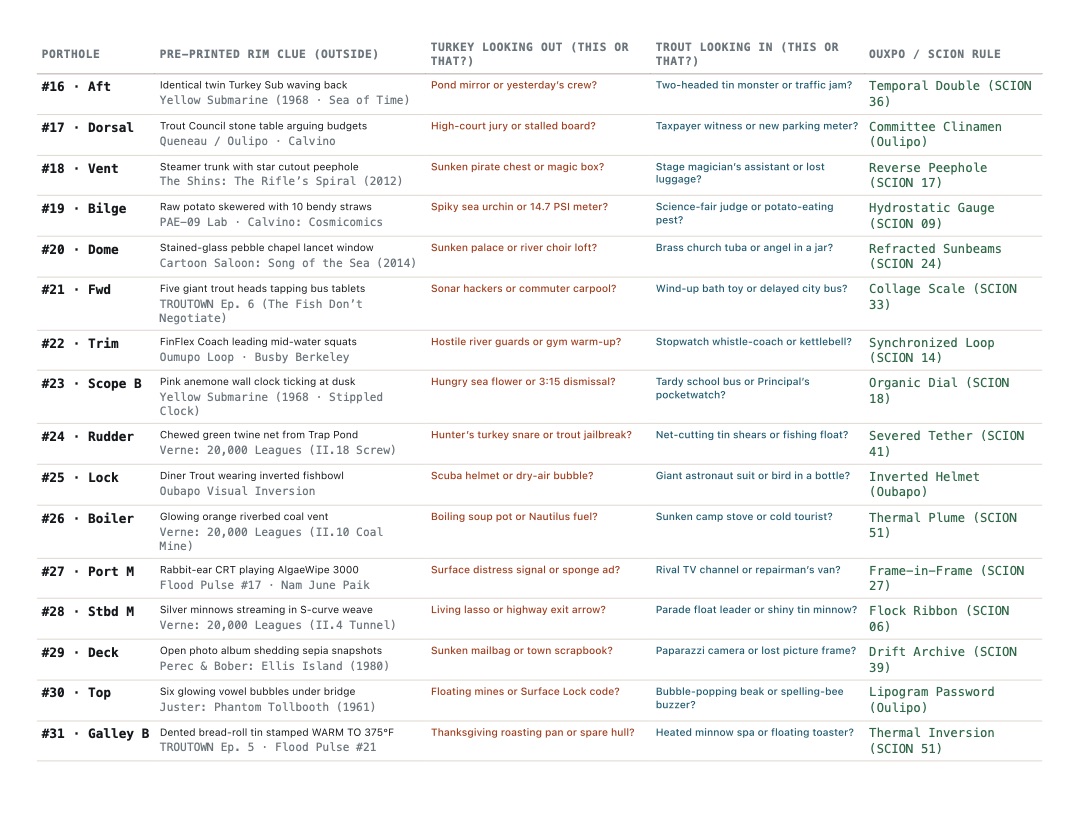 PORTHOLE PRE-PRINTED RIM CLUE (OUTSIDE) TURKEY LOOKING OUT (THIS OR THAT?) TROUT LOOKING IN (THIS OR THAT?) OUXPO / SCION RULE
#16 · Aft
Identical twin Turkey Sub waving back
Yellow Submarine (1968 · Sea of Time)
Pond mirror or yesterday's crew?
Two-headed tin monster or traffic jam?
Temporal Double (SCION
36)
#17 · Dorsal
Trout Council stone table arguing budgets
Queneau / Oulipo · Calvino
High-court jury or stalled board?
Taxpayer witness or new parking meter?
Committee Clinamen
(Oulipo)
#18 · Vent
Steamer trunk with star cutout peephole
The Shins: The Rifle's Spiral (2012)
Sunken pirate chest or magic box?
Stage magician's assistant or lost
luggage?
Reverse Peephole
(SCION 17)
#19 · Bilge
Raw potato skewered with 10 bendy straws
PAE-09 Lab · Calvino: Cosmicomics
Spiky sea urchin or 14.7 PSI meter?
Science-fair judge or potato-eating
pest?
Hydrostatic Gauge
(SCION 09)
#20 · Dome
Stained-glass pebble chapel lancet window
Cartoon Saloon: Song of the Sea (2014)
Sunken palace or river choir loft?
Brass church tuba or angel in a jar?
Refracted Sunbeams
(SCION 24)
#21 · Fwd
Five giant trout heads tapping bus tablets
TROUTOWN Ep. 6 (The Fish Don't
Negotiate)
Sonar hackers or commuter carpool?
Wind-up bath toy or delayed city bus?
Collage Scale (SCION
33)
#22 · Trim
FinFlex Coach leading mid-water squats
Oumupo Loop · Busby Berkeley
Hostile river guards or gym warm-up?
Stopwatch whistle-coach or kettlebell?
Synchronized Loop
(SCION 14)
#23 · Scope B
Pink anemone wall clock ticking at dusk
Yellow Submarine (1968 · Stippled
Clock)
Hungry sea flower or 3:15 dismissal?
Tardy school bus or Principal's
pocketwatch?
Organic Dial (SCION
18)
#24 · Rudder
Chewed green twine net from Trap Pond
Verne: 20,000 Leagues (II.18 Screw)
Hunter's turkey snare or trout jailbreak?
Net-cutting tin shears or fishing float?
Severed Tether (SCION
41)
#25 · Lock
Diner Trout wearing inverted fishbowl
Oubapo Visual Inversion
Scuba helmet or dry-air bubble?
Giant astronaut suit or bird in a bottle?
Inverted Helmet
(Oubapo)
#26 · Boiler
Glowing orange riverbed coal vent
Verne: 20,000 Leagues (II.10 Coal
Mine)
Boiling soup pot or Nautilus fuel?
Sunken camp stove or cold tourist?
Thermal Plume (SCION
51)
#27 · Port M
Rabbit-ear CRT playing AlgaeWipe 3000
Flood Pulse #17 · Nam June Paik
Surface distress signal or sponge ad?
Rival TV channel or repairman's van?
Frame-in-Frame (SCION
27)
#28 · Stbd M
Silver minnows streaming in S-curve weave
Verne: 20,000 Leagues (II.4 Tunnel)
Living lasso or highway exit arrow?
Parade float leader or shiny tin minnow?
Flock Ribbon (SCION
06)
#29 · Deck
Open photo album shedding sepia snapshots
Perec & Bober: Ellis Island (1980)
Sunken mailbag or town scrapbook?
Paparazzi camera or lost picture frame?
Drift Archive (SCION
39)
#30 · Top
Six glowing vowel bubbles under bridge
Juster: Phantom Tollbooth (1961)
Floating mines or Surface Lock code?
Bubble-popping beak or spelling-bee
buzzer?
Lipogram Password
(Oulipo)
#31 · Galley B
Dented bread-roll tin stamped WARM TO 375°F
TROUTOWN Ep. 5 · Flood Pulse #21
Thanksgiving roasting pan or spare hull?
Heated minnow spa or floating toaster?
Thermal Inversion
(SCION 51)